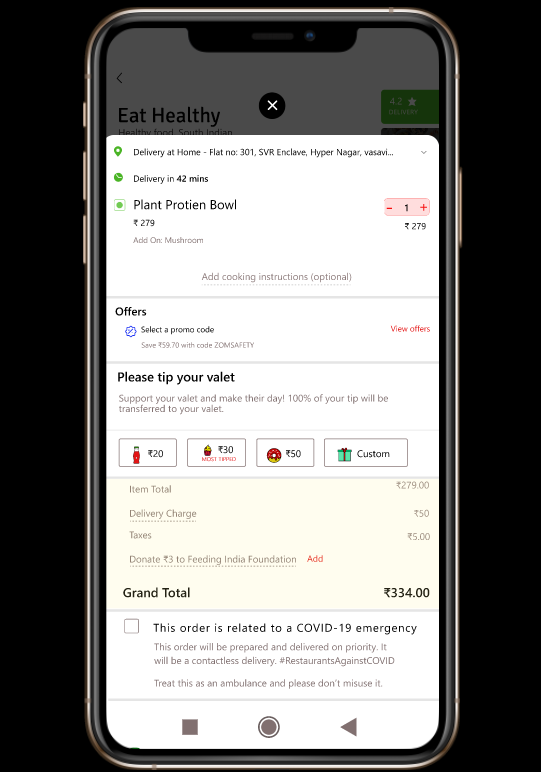 4.2
DELIVERY
Eat Healthy
Healthy food, South Indian
Delivery at Home - Flat no: 301, SVR Enclave, Hyper Nagar, vasavi...
Delivery in 42 mins
Plant Protien Bowl
- 1 +
₹ 279
₹ 279
Add On: Mushroom
Add cooking instructions (optional)
Offers
Select a promo code
View offers
Save ₹59.70 with code ZOMSAFETY
Please tip your valet
Support your valet and make their day! 100% of your tip will be
transferred to your valet.
₹20
₹30
MOST TIPPED
₹50
Custom
Item Total ₹279.00
Delivery Charge ₹50
Taxes ₹5.00
Donate ₹3 to Feeding India Foundation Add
Grand Total ₹334.00
This order is related to a COVID-19 emergency
This order will be prepared and delivered on priority. It
will be a contactless delivery. #RestaurantsAgainstCOVID
Treat this as an ambulance and please don't misuse it.